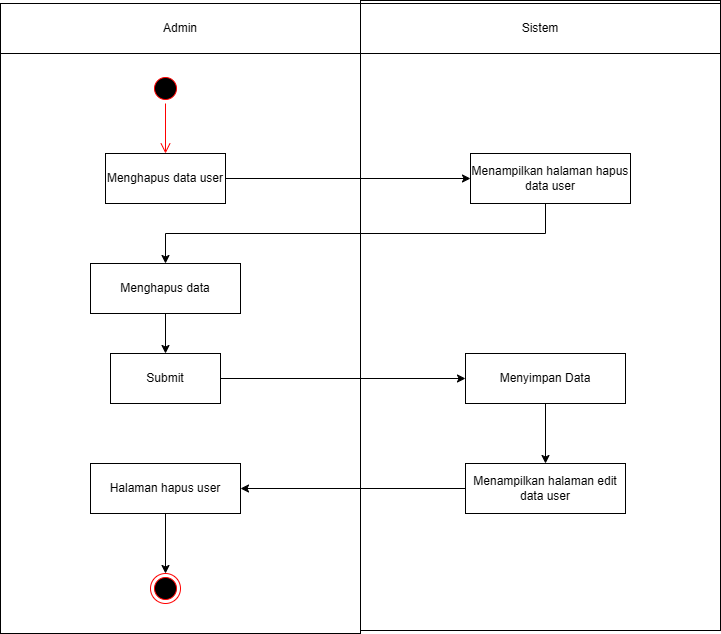 Admin
Sistem
Menghapus data user
Menampilkan halaman hapus
data user
Menghapus data
Submit
Menyimpan Data
Halaman hapus user
Menampilkan halaman edit
data user